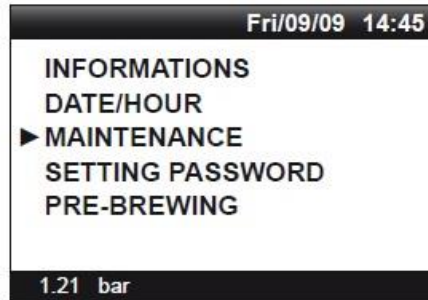 Fri/09/09 14:45
INFORMATIONS
DATE/HOUR
MAINTENANCE
SETTING PASSWORD
PRE-BREWING
1.21 bar